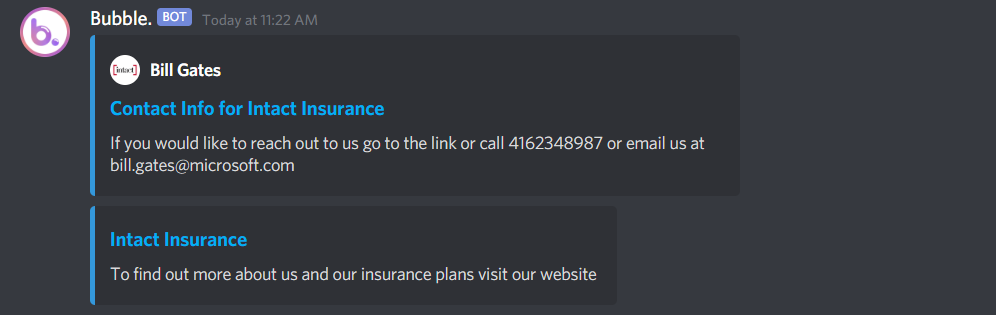 b.
Bubble. BOT Today at 11:22 AM
[intact] Bill Gates
Contact Info for Intact Insurance
If you would like to reach out to us go to the link or call 4162348987 or email us at
bill.gates@microsoft.com
Intact Insurance
To find out more about us and our insurance plans visit our website